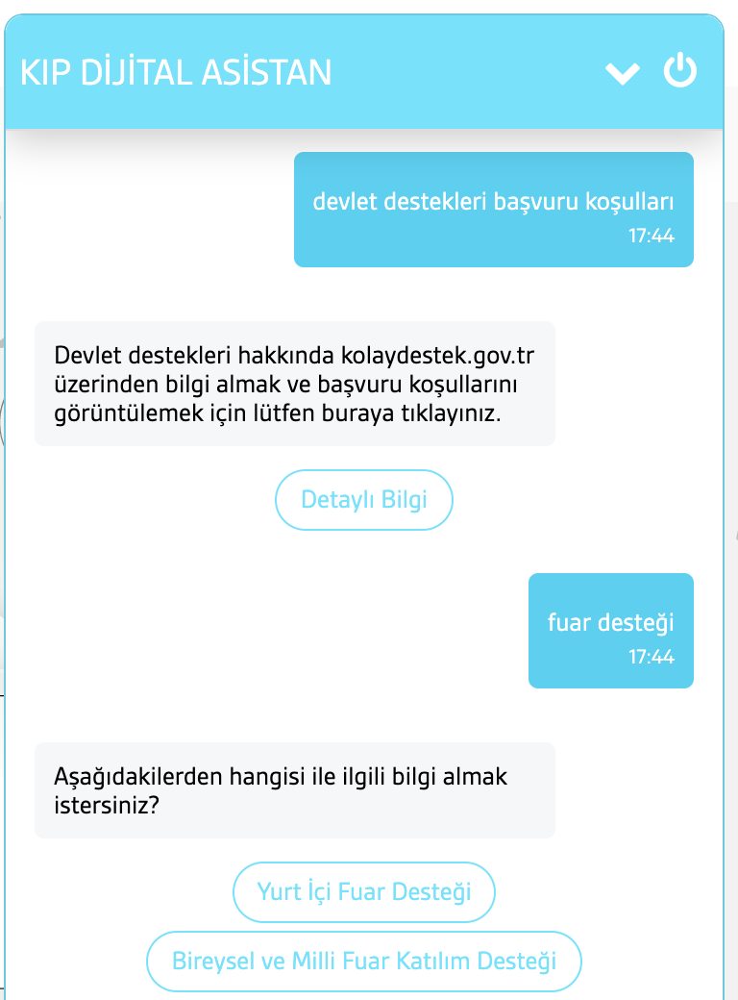 KIP DİJİTAL ASİSTAN
devlet destekleri başvuru koşulları
17:44
Devlet destekleri hakkında kolaydestek.gov.tr
üzerinden bilgi almak ve başvuru koşullarını
görüntülemek için lütfen buraya tıklayınız.
Detaylı Bilgi
fuar desteği
17:44
Aşağıdakilerden hangisi ile ilgili bilgi almak
istersiniz?
Yurt İçi Fuar Desteği
Bireysel ve Milli Fuar Katılım Desteği